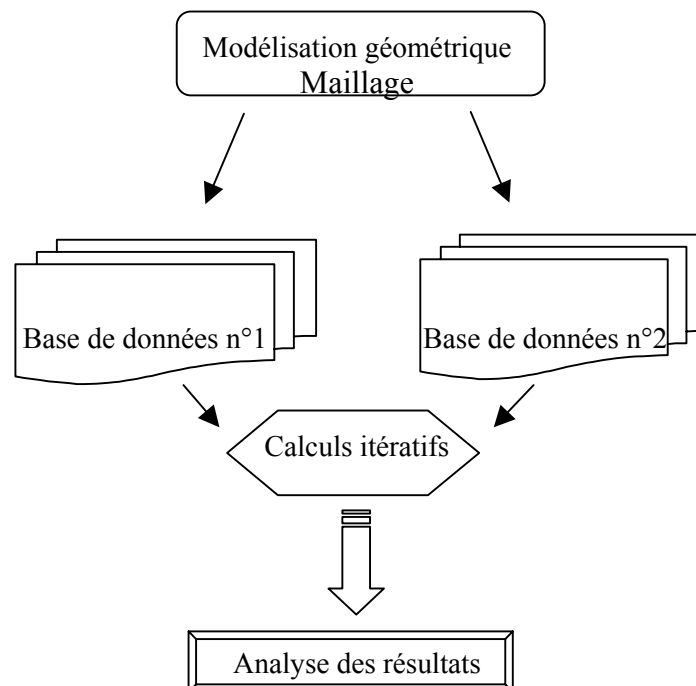 Modélisation géométrique
Maillage
Base de données n°1
Base de données n°2
Calculs itératifs
Analyse des résultats